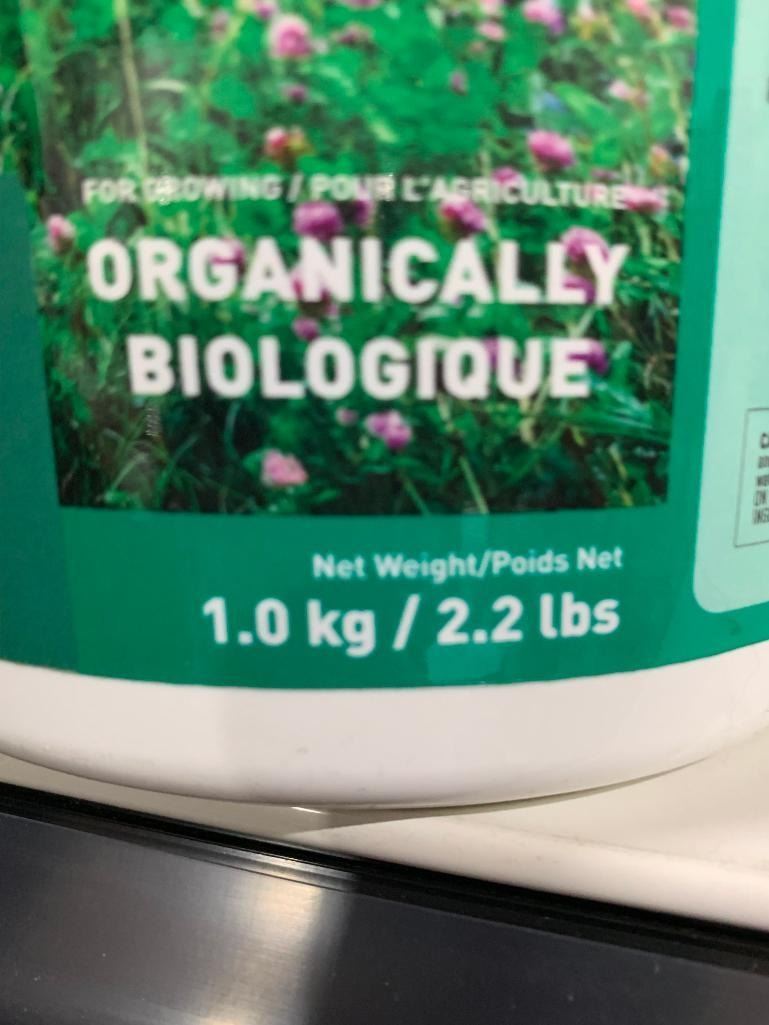 FOR GROWING / POUR L'AGRICULTURE
ORGANICALLY
BIOLOGIQUE
Net Weight/Poids Net
1.0 kg / 2.2 lbs